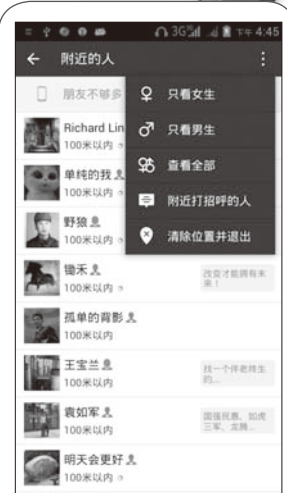 3G 4:45
附近的人
朋友不够多
只看女生
Richard Lin
100米以内
只看男生
单纯的我
100米以内
查看全部
附近打招呼的人
野狼
100米以内
清除位置并退出
锄禾
100米以内
改变才能拥有未
来！
孤单的背影
100米以内
王宝兰
100米以内
找一个伴老终生
的...
袁如军
100米以内
国强民惠，如虎
三军、龙腾...
明天会更好
100米以内